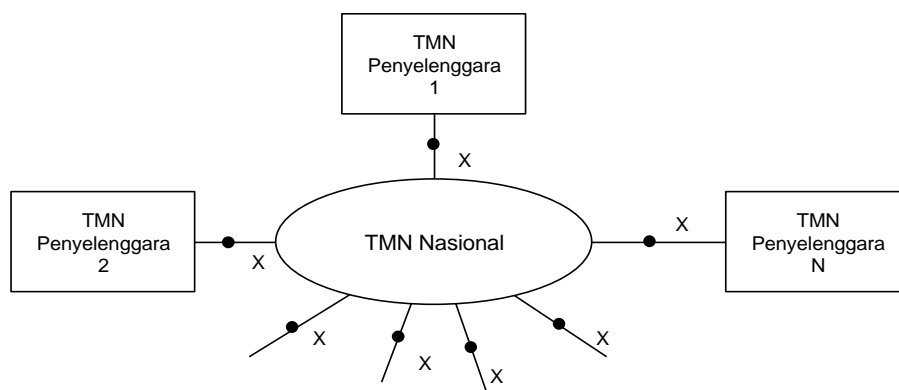 TMN
Penyelenggara
1
X
TMN
Penyelenggara
2
X
TMN Nasional
X
TMN
Penyelenggara
N
X
X
X
X